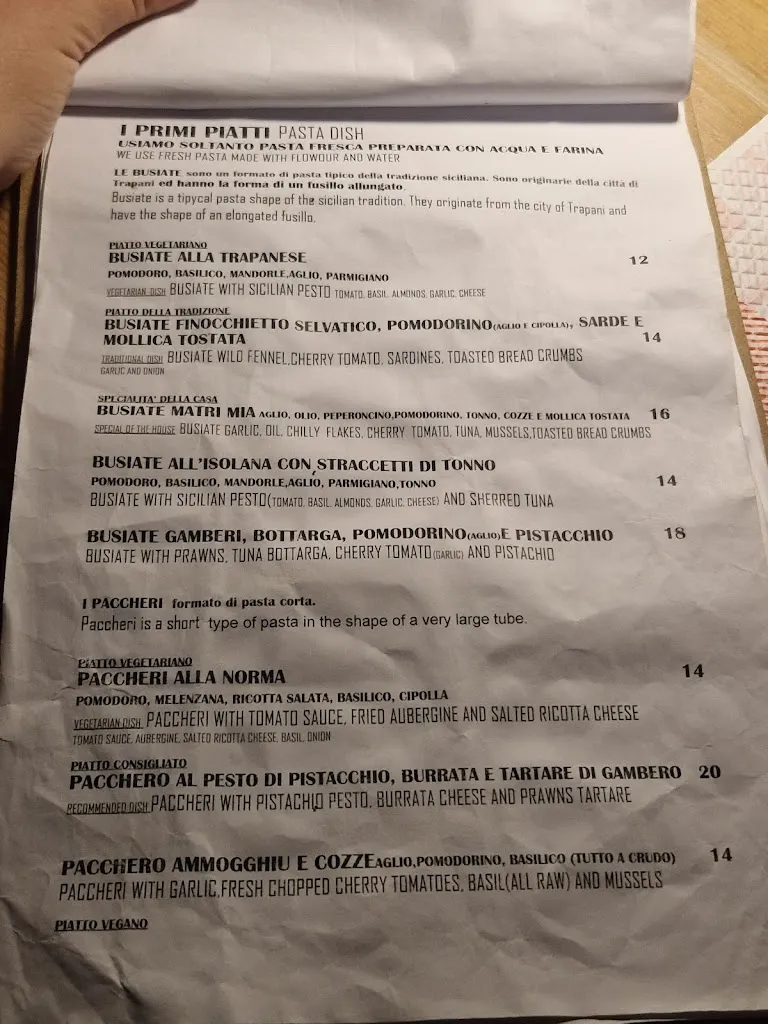 I PRIMI PIATTI PASTA DISH
USIAMO SOLTANTO PASTA FRESCA PREPARATA CON ACQUA E FARINA
WE USE FRESH PASTA MADE WITH FLOWOUR AND WATER
LE BUSIATE sono un formato di pasta tipico della tradizione siciliana. Sono originarie della città di
Trapani ed hanno la forma di un fusillo allungato.
Busiate is a tipycal pasta shape of the sicilian tradition. They originate from the city of Trapani and
have the shape of an elongated fusillo.
PIATTO VEGETARIANO
BUSIATE ALLA TRAPANESE 12
POMODORO, BASILICO, MANDORLE,AGLIO, PARMIGIANO
VEGETARIAN DISH BUSIATE WITH SICILIAN PESTO TOMATO, BASIL, ALMONDS, GARLIC, CHEESE
PIATTO DELLA TRADIZIONE
BUSIATE FINOCCHIETTO SELVATICO, POMODORINO(AGLIO E CIPOLLA), SARDE E
MOLLICA TOSTATA 14
TRADITIONAL DISH BUSIATE WILD FENNEL,CHERRY TOMATO, SARDINES, TOASTED BREAD CRUMBS
GARLIC AND ONION
SPECIALITA' DELLA CASA
BUSIATE MATRI MIA AGLIO, OLIO, PEPERONCINO,POMODORINO, TONNO, COZZE E MOLLICA TOSTATA 16
SPECIAL OF THE HOUSE BUSIATE GARLIC, OIL, CHILLY FLAKES, CHERRY TOMATO, TUNA, MUSSELS,TOASTED BREAD CRUMBS
BUSIATE ALL'ISOLANA CON STRACCETTI DI TONNO
POMODORO, BASILICO, MANDORLE,AGLIO, PARMIGIANO,TONNO 14
BUSIATE WITH SICILIAN PESTO(TOMATO, BASIL, ALMONDS, GARLIC, CHEESE) AND SHERRED TUNA
BUSIATE GAMBERI, BOTTARGA, POMODORINO(AGLIO)E PISTACCHIO 18
BUSIATE WITH PRAWNS, TUNA BOTTARGA, CHERRY TOMATO(GARLIC) AND PISTACHIO
I PACCHERI formato di pasta corta.
Paccheri is a short type of pasta in the shape of a very large tube.
PIATTO VEGETARIANO
PACCHERI ALLA NORMA 14
POMODORO, MELENZANA, RICOTTA SALATA, BASILICO, CIPOLLA
VEGETARIAN DISH PACCHERI WITH TOMATO SAUCE, FRIED AUBERGINE AND SALTED RICOTTA CHEESE
TOMATO SAUCE, AUBERGINE, SALTED RICOTTA CHEESE, BASIL, ONION
PIATTO CONSIGLIATO
PACCHERO AL PESTO DI PISTACCHIO, BURRATA E TARTARE DI GAMBERO 20
RECOMMENDED DISH PACCHERI WITH PISTACHIO PESTO, BURRATA CHEESE AND PRAWNS TARTARE
PACCHERO AMMOGGHIU E COZZEAGLIO,POMODORINO, BASILICO (TUTTO A CRUDO) 14
PACCHERI WITH GARLIC,FRESH CHOPPED CHERRY TOMATOES, BASIL(ALL RAW) AND MUSSELS
PIATTO VEGANO